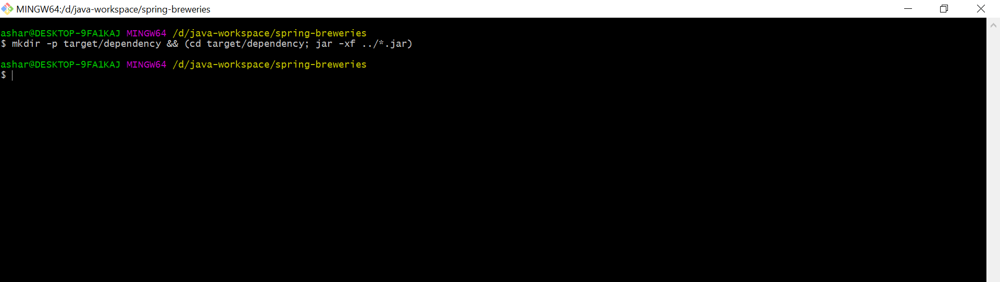 MINGW64:/d/java-workspace/spring-breweries
ashar@DESKTOP-9FA1KAJ MINGW64 /d/java-workspace/spring-breweries
$ mkdir -p target/dependency && (cd target/dependency; jar -xf ../*.jar)
ashar@DESKTOP-9FA1KAJ MINGW64 /d/java-workspace/spring-breweries
$